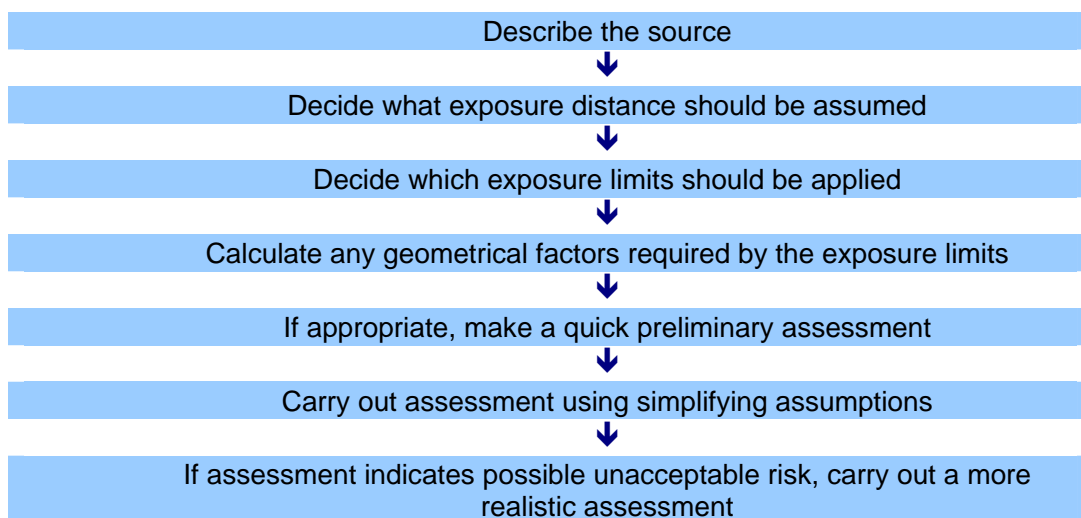 Describe the source
Decide what exposure distance should be assumed
Decide which exposure limits should be applied
Calculate any geometrical factors required by the exposure limits
If appropriate, make a quick preliminary assessment
Carry out assessment using simplifying assumptions
If assessment indicates possible unacceptable risk, carry out a more
realistic assessment